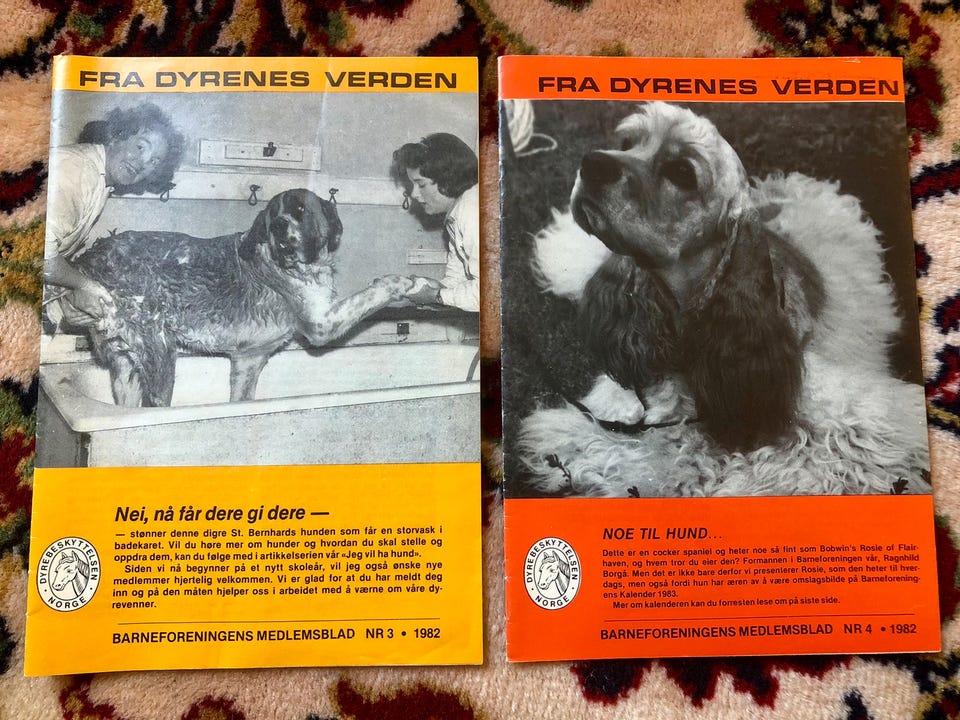 FRA DYRENES VERDEN
Nei, nå får dere gi dere —
— stønner denne digre St. Bernhards hunden som får en storvask i
badekaret. Vil du høre mer om hunder og hvordan du skal stelle og
oppdra dem, kan du følge med i artikkelserien vår «Jeg vil ha hund».
Siden vi nå begynner på et nytt skoleår, vil jeg også ønske nye
medlemmer hjertelig velkommen. Vi er glad for at du har meldt deg
inn og på den måten hjelper oss i arbeidet med å værne om våre dy-
revenner.
DYREBESKYTTELSEN
NORGE
BARNEFORENINGENS MEDLEMSBLAD NR 3 • 1982
FRA DYRENES VERDEN
NOE TIL HUND...
Dette er en cocker spaniel og heter noe så fint som Bobwin's Rosie of Flair-
haven, og hvem tror du eier den? Formannen i Barneforeningen vår, Ragnhild
Borgå. Men det er ikke bare derfor vi presenterer Rosie, som den heter til hver-
dags, men også fordi hun har æren av å være omslagsbilde på Barneforening-
ens Kalender 1983.
Mer om kalenderen kan du forresten lese om på siste side.
DYREBESKYTTELSEN
NORGE
BARNEFORENINGENS MEDLEMSBLAD NR 4 • 1982